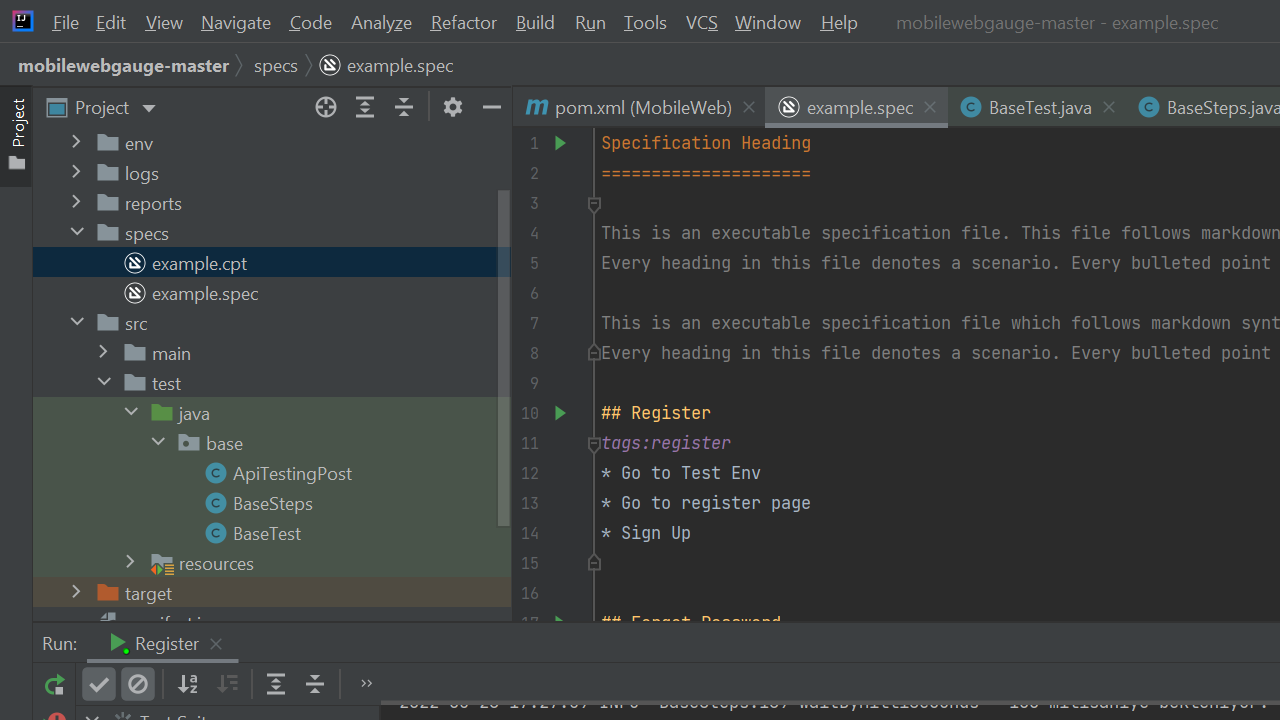 File Edit View Navigate Code Analyze Refactor Build Run Tools VCS Window Help mobilewebgauge-master - example.spec
mobilewebgauge-master specs example.spec
Project
Project
env
logs
reports
specs
example.cpt
example.spec
src
main
test
java
base
ApiTestingPost
BaseSteps
BaseTest
resources
target
pom.xml (MobileWeb) example.spec BaseTest.java BaseSteps.java
1 Specification Heading
2 =====================
3
4 This is an executable specification file. This file follows markdown
5 Every heading in this file denotes a scenario. Every bulleted point
6
7 This is an executable specification file which follows markdown synt
8 Every heading in this file denotes a scenario. Every bulleted point
9
10 ## Register
11 tags:register
12 * Go to Test Env
13 * Go to register page
14 * Sign Up
15
16
17 ## Forgot Password
Run: Register